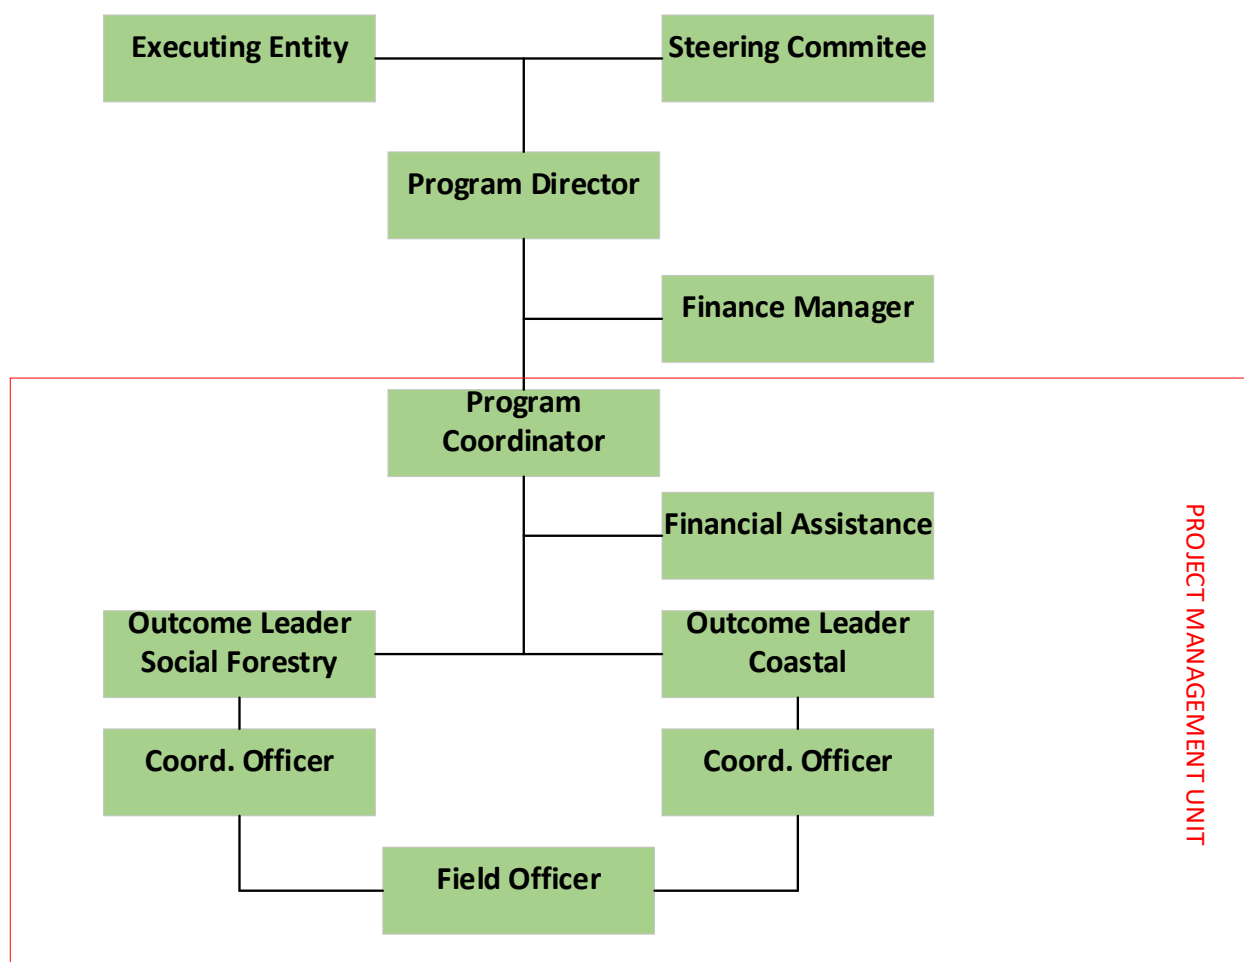 Executing Entity
Steering Commitee
Program Director
Finance Manager
Program
Coordinator
Financial Assistance
Outcome Leader
Social Forestry
Outcome Leader
Coastal
Coord. Officer
Coord. Officer
Field Officer
PROJECT MANAGEMENT UNIT